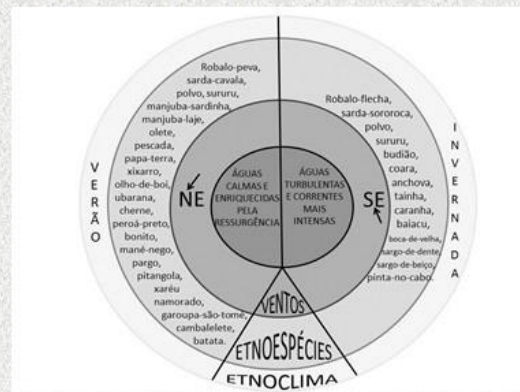 VERÃO
Robalo-peva,
sarda-cavala,
polvo, sururu,
manjuba-sardinha,
manjuba-laje,
olete,
pescada,
papa-terra,
xixarro,
olho-de-boi,
ubarana,
cherne,
peroá-preto,
bonito,
mané-nego,
pargo,
pitangola,
xaréu
namorado,
garoupa-são-tomé,
cambalelete,
batata.
NE
ÁGUAS
CALMAS E
ENRIQUECIDAS
PELA
RESSURGÊNCIA
ÁGUAS
TURBULENTAS
E CORRENTES
MAIS
INTENSAS
SE
Robalo-flecha,
sarda-sororoca,
polvo,
sururu,
budião,
coara,
anchova,
tainha,
caranha,
baiacu,
boca-de-velha,
sargo-de-dente,
sargo-de-beiço,
pinta-no-cabo.
INVERNADA
VENTOS
ETNOESPÉCIES
ETNOCLIMA